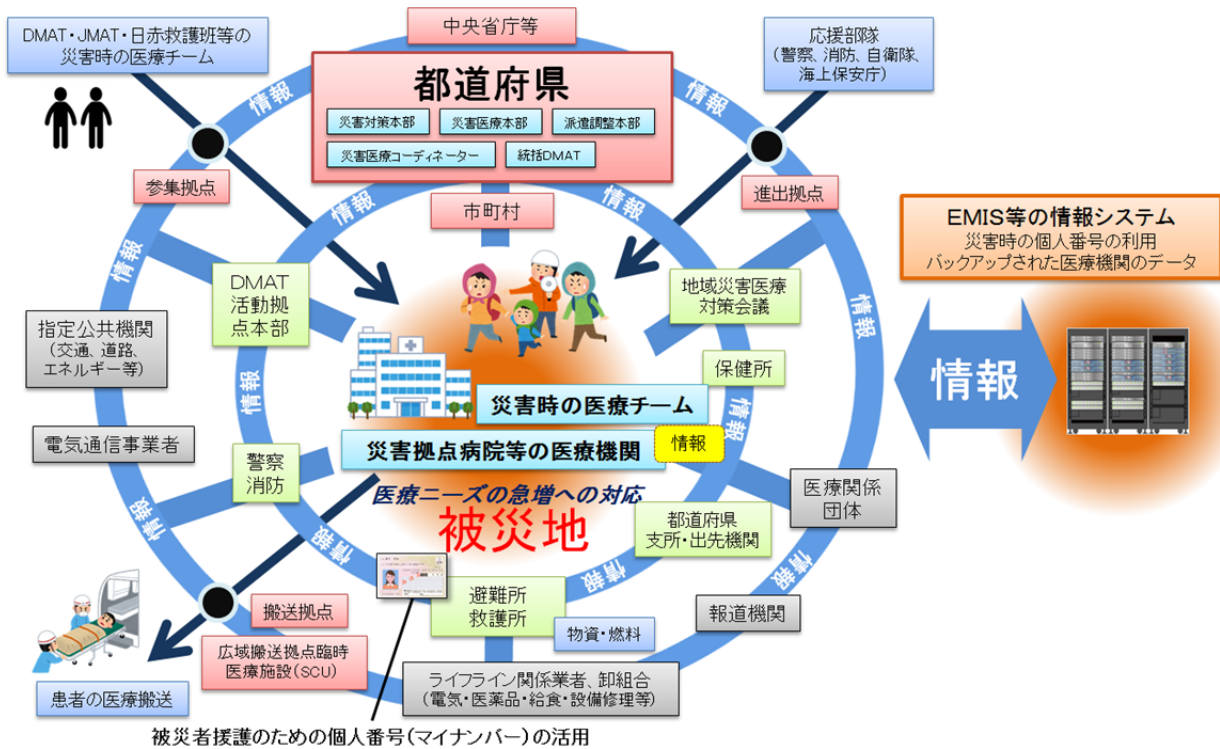 DMAT・JMAT・日赤救護班等の
災害時の医療チーム
中央省庁等
応援部隊
(警察、消防、自衛隊、
海上保安庁)
都道府県
災害対策本部
災害医療本部
派遣調整本部
災害医療コーディネーター
統括DMAT
情報
情報
参集拠点
進出拠点
情報
情報
市町村
EMIS等の情報システム
災害時の個人番号の利用
バックアップされた医療機関のデータ
情報
情報
DMAT
活動拠
点本部
地域災害医療
対策会議
指定公共機関
(交通、道路、
エネルギー等)
保健所
情報
情報
情報
災害時の医療チーム
災害拠点病院等の医療機関
情報
電気通信事業者
警察
消防
医療ニーズの急増への対応
被災地
医療関係
団体
都道府県
支所・出先機関
情報
情報
情報
情報
避難所
救護所
物資・燃料
報道機関
搬送拠点
広域搬送拠点臨時
医療施設(SCU)
患者の医療搬送
ライフライン関係業者、卸組合
(電気・医薬品・給食・設備修理等)
被災者援護のための個人番号(マイナンバー)の活用